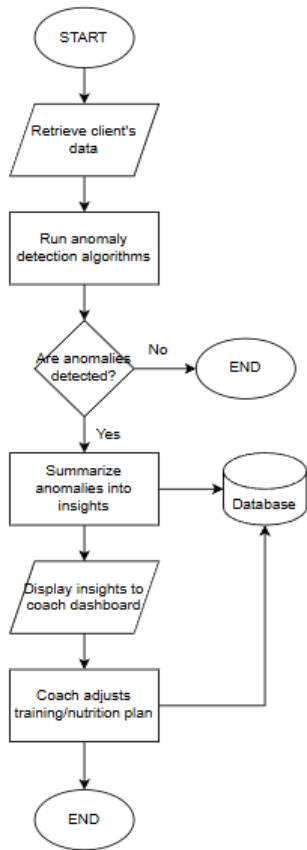 START
Retrieve client's
data
Run anomaly
detection algorithms
Are anomalies
detected?
No
END
Yes
Summarize
anomalies into
insights
Database
Display insights to
coach dashboard
Coach adjusts
training/nutrition plan
END